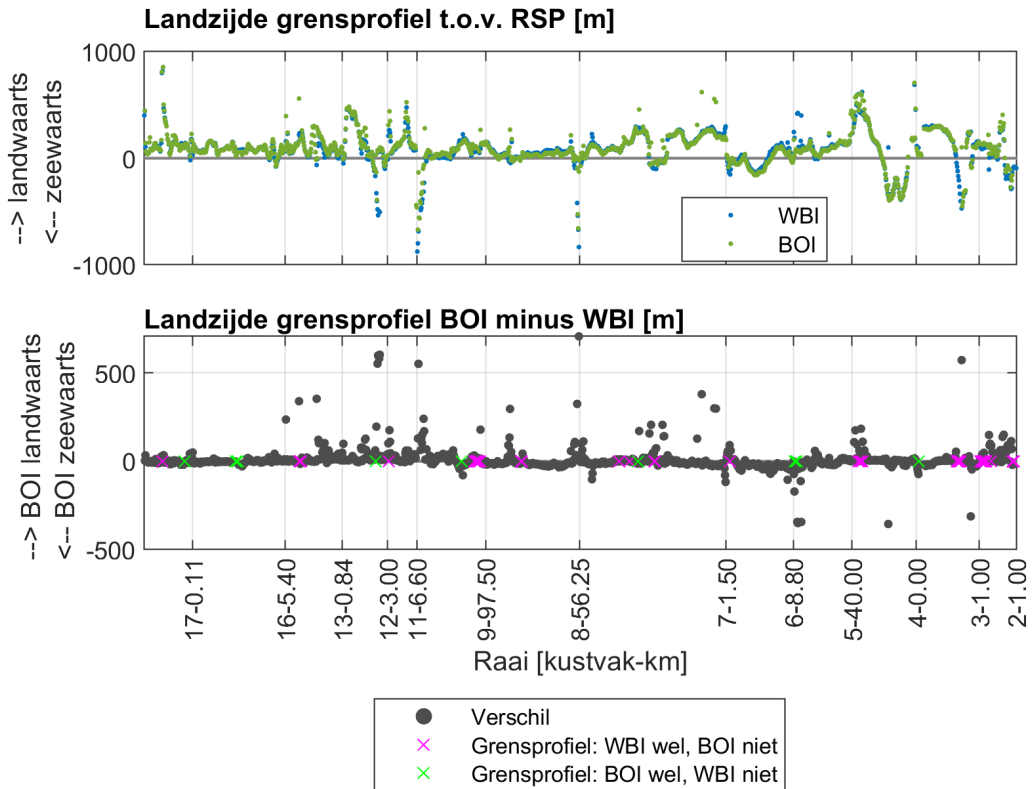 Landzijde grensprofiel t.o.v. RSP [m]
1000
0
-1000
--> landwaarts
<-- zeewaarts
WBI
BOI
Landzijde grensprofiel BOI minus WBI [m]
500
0
-500
--> BOI landwaarts
<-- BOI zeewaarts
17-0.11
16-5.40
13-0.84
12-3.00
11-6.60
9-97.50
8-56.25
7-1.50
6-8.80
5-40.00
4-0.00
3-1.00
2-1.00
Raai [kustvak-km]
Verschil
Grensprofiel: WBI wel, BOI niet
Grensprofiel: BOI wel, WBI niet